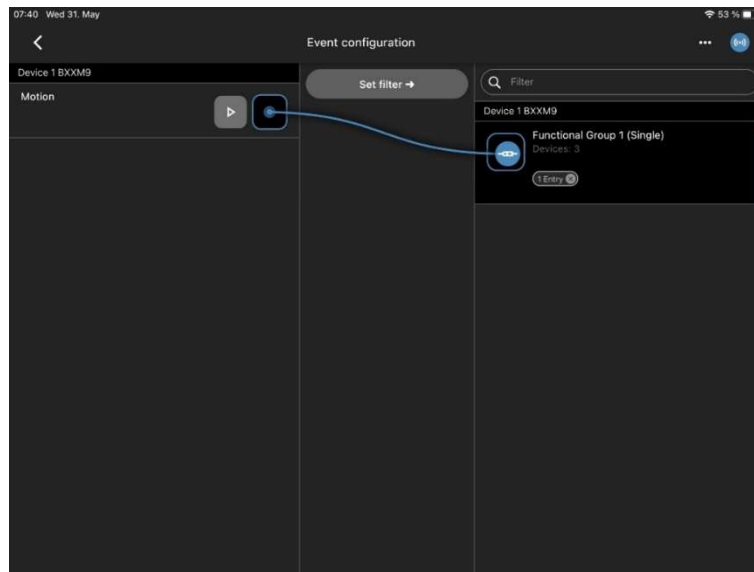 07:40 Wed 31. May
53 %
Event configuration
Device 1 BXXM9
Motion
Set filter →
Filter
Device 1 BXXM9
Functional Group 1 (Single)
Devices: 3
1 Entry